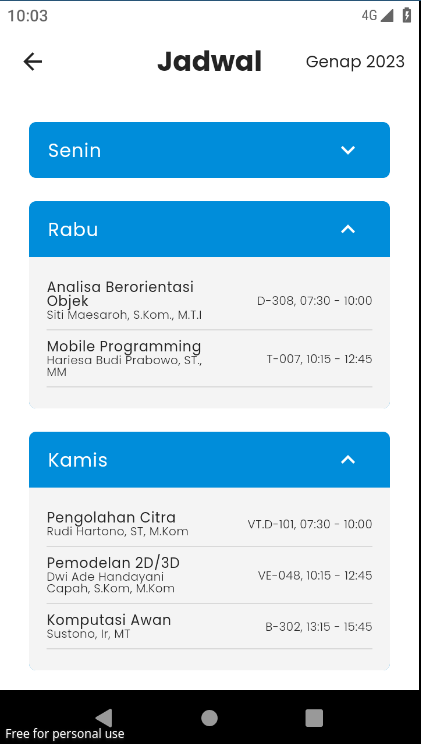 10:03 4G
Jadwal Genap 2023
Senin
Rabu
Analisa Berorientasi
Objek
Siti Maesaroh, S.Kom., M.T.I
D-308, 07:30 - 10:00
Mobile Programming
Hariesa Budi Prabowo, ST.,
MM
T-007, 10:15 - 12:45
Kamis
Pengolahan Citra
Rudi Hartono, ST, M.Kom
VT.D-101, 07:30 - 10:00
Pemodelan 2D/3D
Dwi Ade Handayani
Capah, S.Kom, M.Kom
VE-048, 10:15 - 12:45
Komputasi Awan
Sustono, Ir, MT
B-302, 13:15 - 15:45
Free for personal use